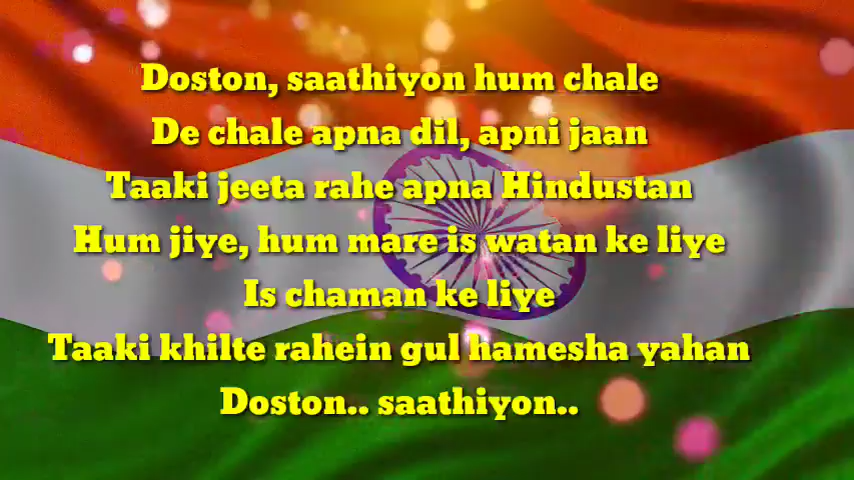 Doston, saathiyon hum chale
De chale apna dil, apni jaan
Taaki jeeta rahe apna Hindustan
Hum jiye, hum mare is watan ke liye
Is chaman ke liye
Taaki khilte rahein gul hamesha yahan
Doston.. saathiyon..